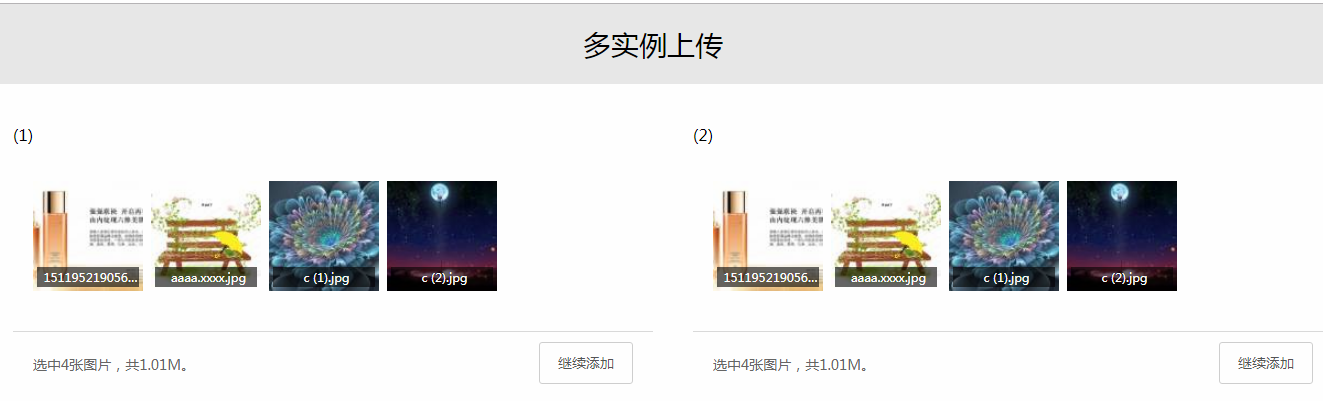 多实例上传
(1)
151195219056...
aaaa.xxxx.jpg
c (1).jpg
c (2).jpg
选中4张图片，共1.01M。
继续添加
(2)
151195219056...
aaaa.xxxx.jpg
c (1).jpg
c (2).jpg
选中4张图片，共1.01M。
继续添加